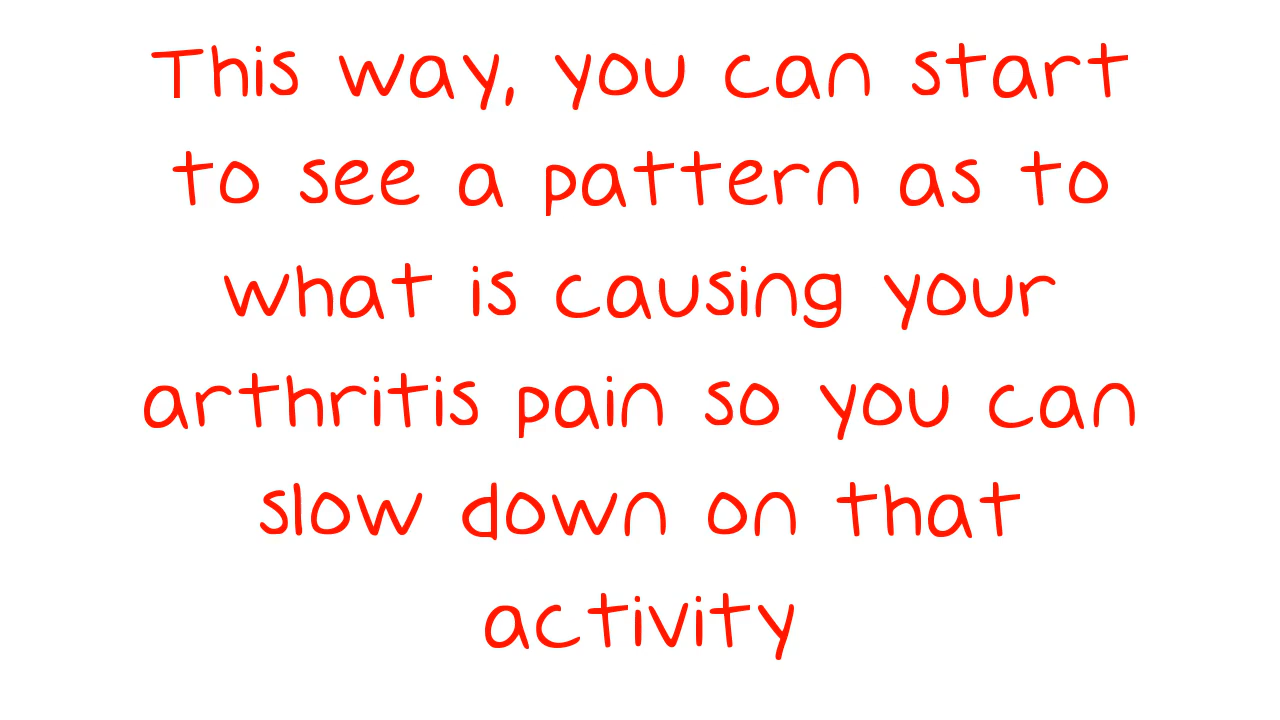 This way, you can start
to see a pattern as to
what is causing your
arthritis pain so you can
slow down on that
activity